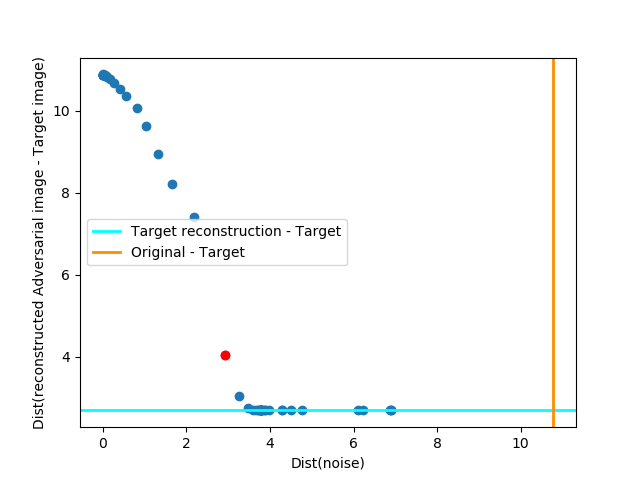 Dist(reconstructed Adversarial image - Target image)
10
8
6
4
Target reconstruction - Target
Original - Target
0 2 4 6 8 10
Dist(noise)